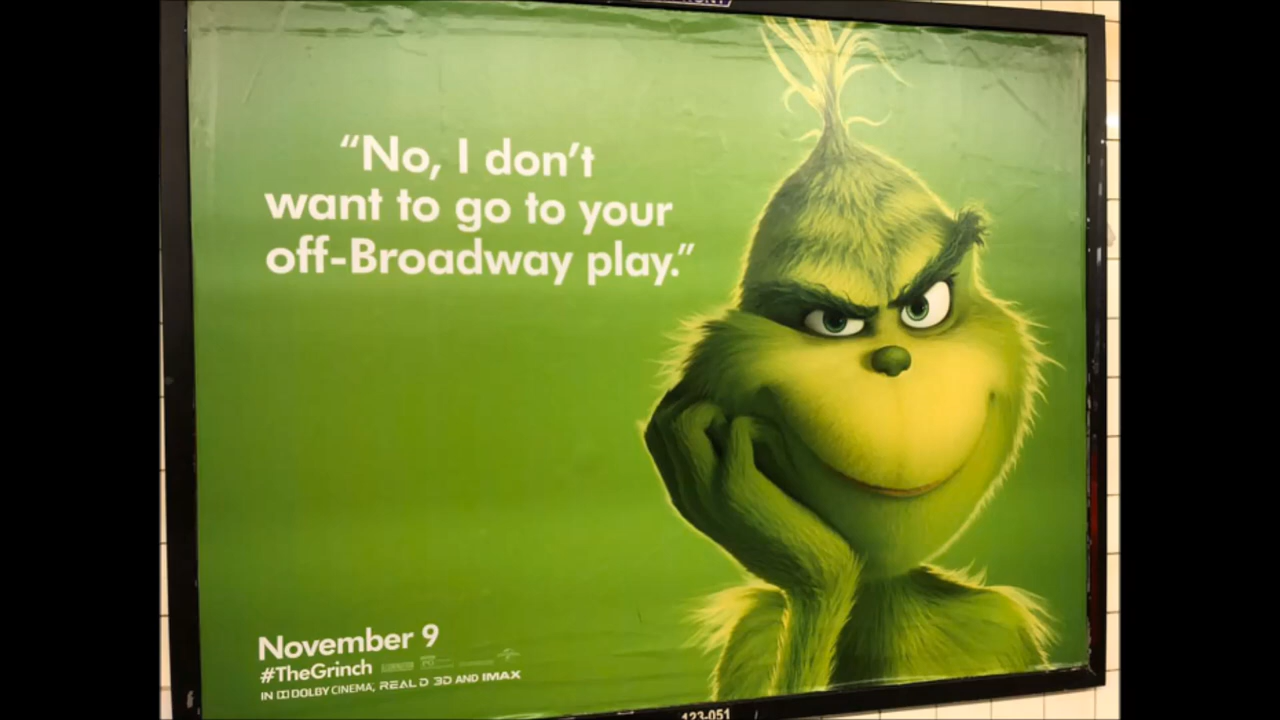 “No, I don’t
want to go to your
off-Broadway play.”
November 9
#TheGrinch
IN DOLBY CINEMA, REAL D 3D AND IMAX
123-051